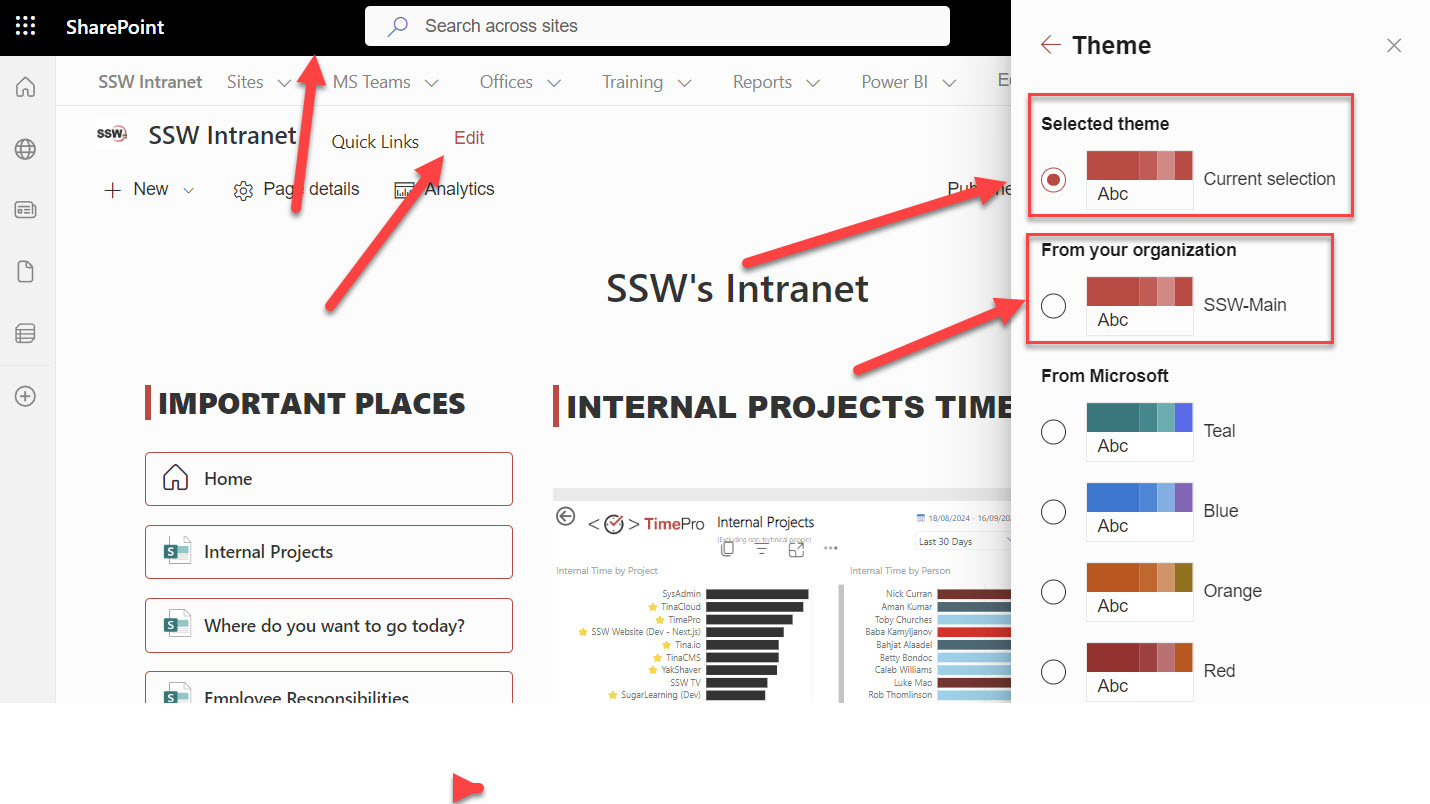 SharePoint
Search across sites
SSW Intranet Sites MS Teams Offices Training Reports Power BI
SSW
SSW Intranet
Quick Links
Edit
New
Page details
Analytics
SSW's Intranet
IMPORTANT PLACES
Home
Internal Projects
Where do you want to go today?
Employee Responsibilities
INTERNAL PROJECTS TIME
< > TimePro
Internal Projects
(Excluding non-technical people)
18/08/2024 - 16/09/20
Last 30 Days
Internal Time by Project
SysAdmin
TinaCloud
TimePro
SSW Website (Dev - Next.js)
Tina.io
TinaCMS
YakShaver
SSW TV
SugarLearning (Dev)
Internal Time by Person
Nick Curran
Aman Kumar
Toby Churches
Baba Kamyljanov
Bahjat Alaadel
Betty Bondoc
Caleb Williams
Luke Mao
Rob Thomlinson
Theme
Selected theme
Abc
Current selection
From your organization
Abc
SSW-Main
From Microsoft
Abc
Teal
Abc
Blue
Abc
Orange
Abc
Red